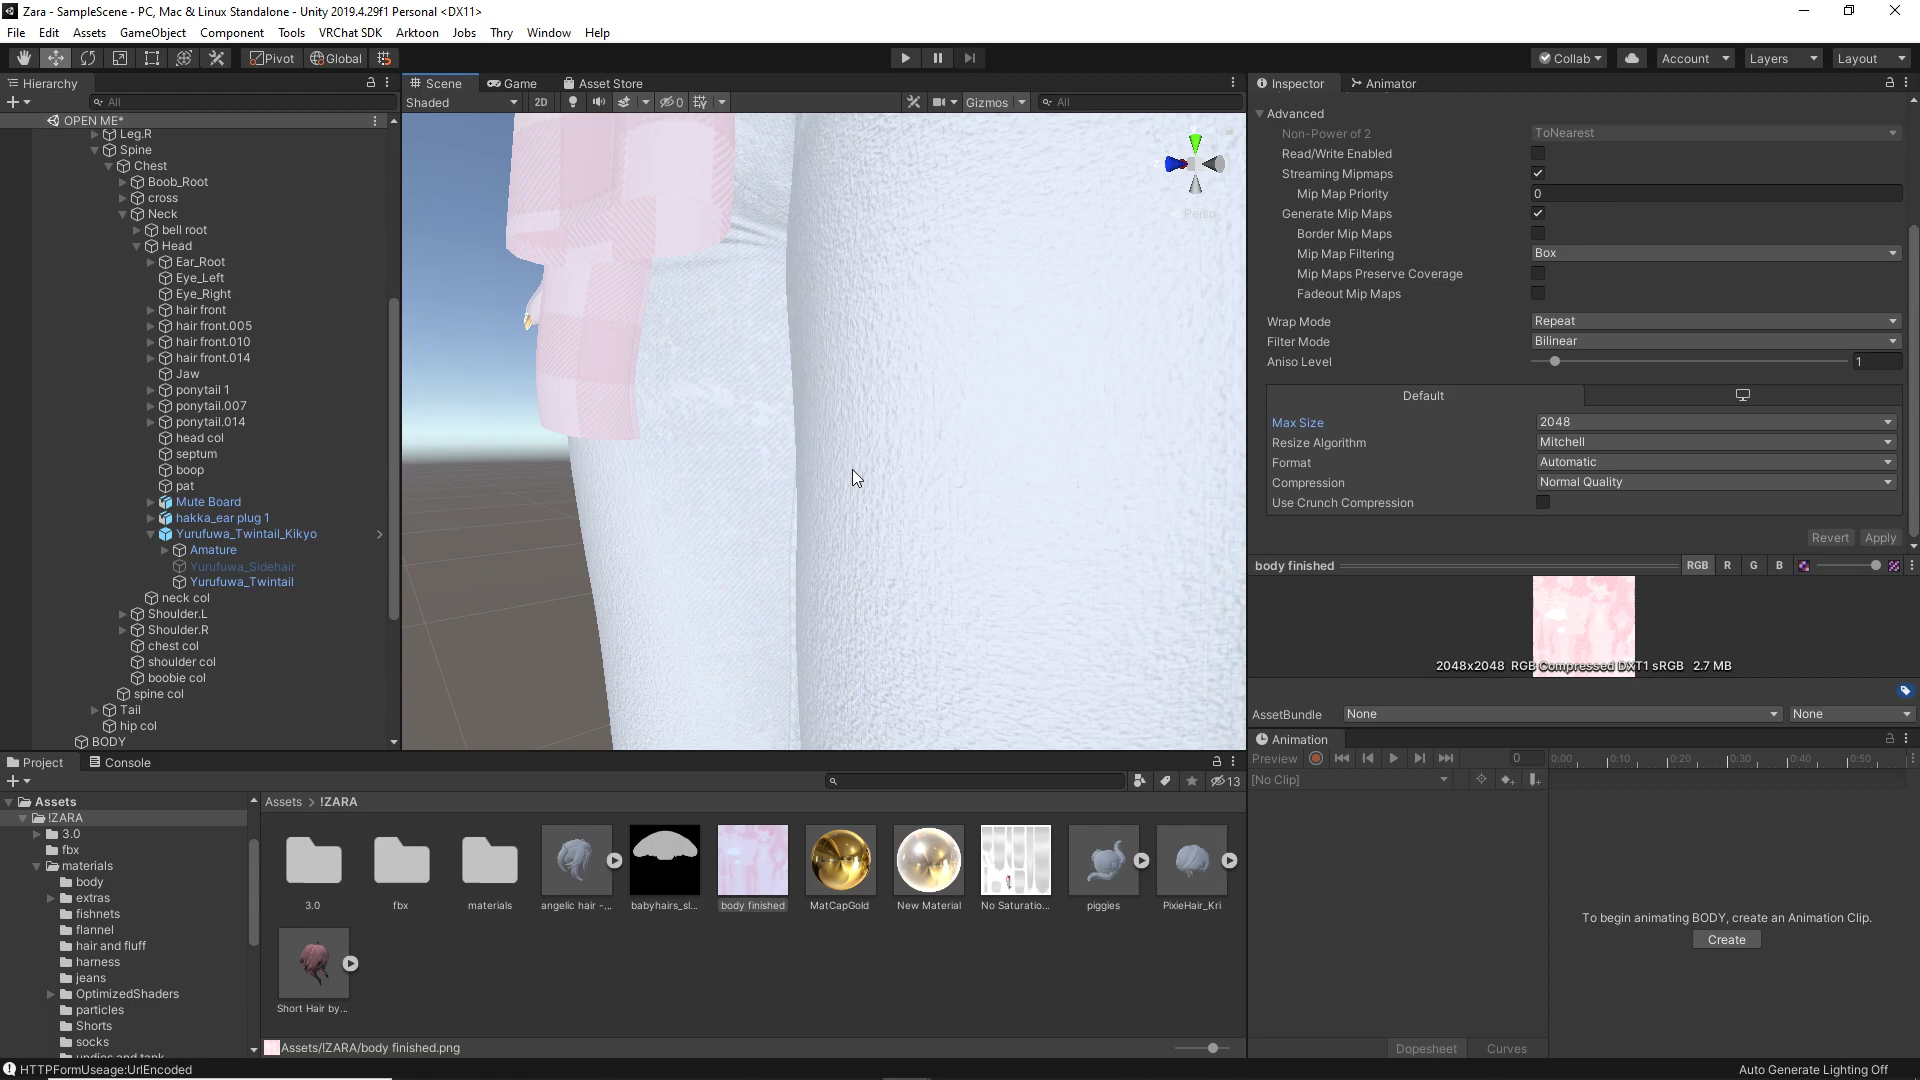 Zara - SampleScene - PC, Mac & Linux Standalone - Unity 2019.4.29f1 Personal <DX11>
File Edit Assets GameObject Component Tools VRChat SDK Arktoon Jobs Thry Window Help
Pivot Global Collab Account Layers Layout
Hierarchy
All
OPEN ME*
Leg.R
Spine
Chest
Boob_Root
cross
Neck
bell root
Head
Ear_Root
Eye_Left
Eye_Right
hair front
hair front.005
hair front.010
hair front.014
Jaw
ponytail 1
ponytail.007
ponytail.014
head col
septum
boop
pat
Mute Board
hakka_ear plug 1
Yurufuwa_Twintail_Kikyo
Amature
Yurufuwa_Sidehair
Yurufuwa_Twintail
neck col
Shoulder.L
Shoulder.R
chest col
shoulder col
boobie col
spine col
Tail
hip col
BODY
Scene Game Asset Store
Shaded 2D 0 Gizmos All
Persp
Inspector Animator
Advanced
Non-Power of 2 ToNearest
Read/Write Enabled
Streaming Mipmaps
Mip Map Priority 0
Generate Mip Maps
Border Mip Maps
Mip Map Filtering Box
Mip Maps Preserve Coverage
Fadeout Mip Maps
Wrap Mode Repeat
Filter Mode Bilinear
Aniso Level 1
Default
Max Size 2048
Resize Algorithm Mitchell
Format Automatic
Compression Normal Quality
Use Crunch Compression
Revert Apply
body finished RGB R G B
2048x2048 RGB Compressed DXT1 sRGB 2.7 MB
AssetBundle None None
Animation
Preview 0 0:00 0:10 0:20 0:30 0:40 0:50
[No Clip]
To begin animating BODY, create an Animation Clip.
Create
Dopesheet Curves
Project Console
13
Assets
!ZARA
3.0
fbx
materials
body
extras
fishnets
flannel
hair and fluff
harness
jeans
OptimizedShaders
particles
Shorts
socks
undies and tank
Assets > !ZARA
3.0 fbx materials angelic hair -... babyhairs_sl... body finished MatCapGold New Material No Saturatio... piggies PixieHair_Kri
Short Hair by...
Assets/!ZARA/body finished.png
HTTPFormUseage:UrlEncoded
Auto Generate Lighting Off